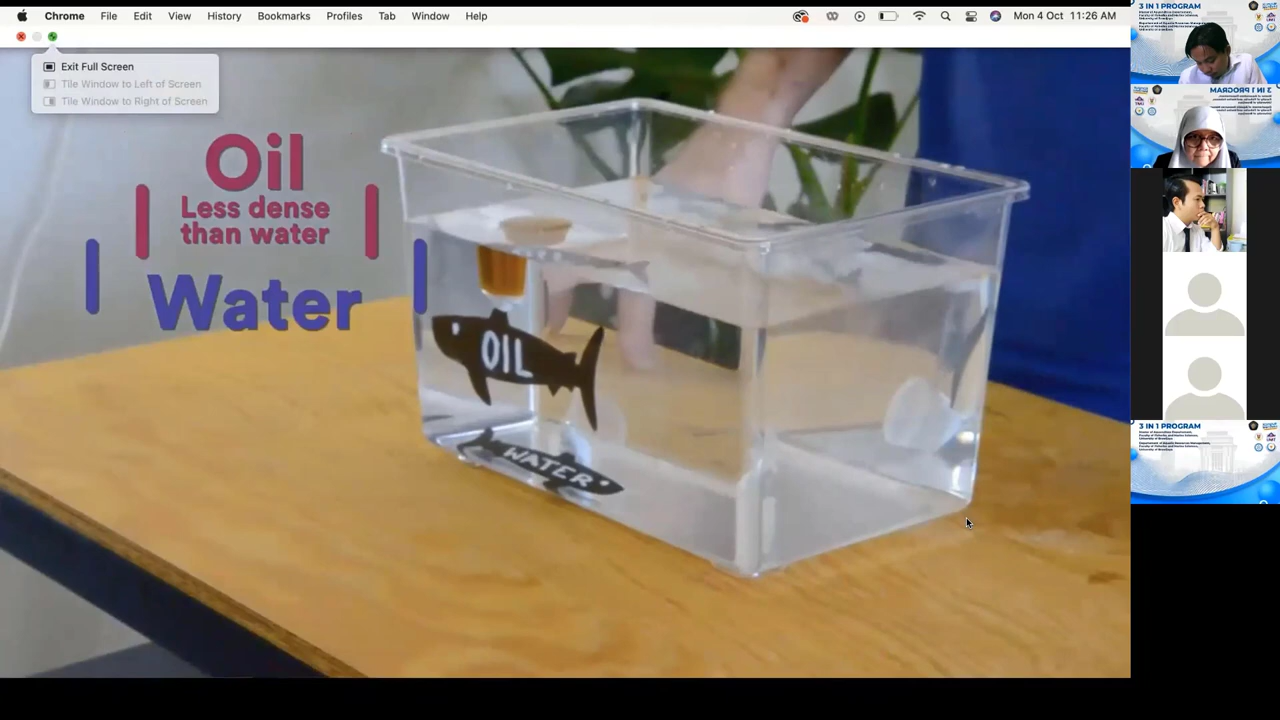 Chrome File Edit View History Bookmarks Profiles Tab Window Help Mon 4 Oct 11:26 AM
Exit Full Screen
Tile Window to Left of Screen
Tile Window to Right of Screen
Oil
Less dense
than water
Water
OIL
WATER
3 IN 1 PROGRAM
3 IN 1 PROGRAM
3 IN 1 PROGRAM